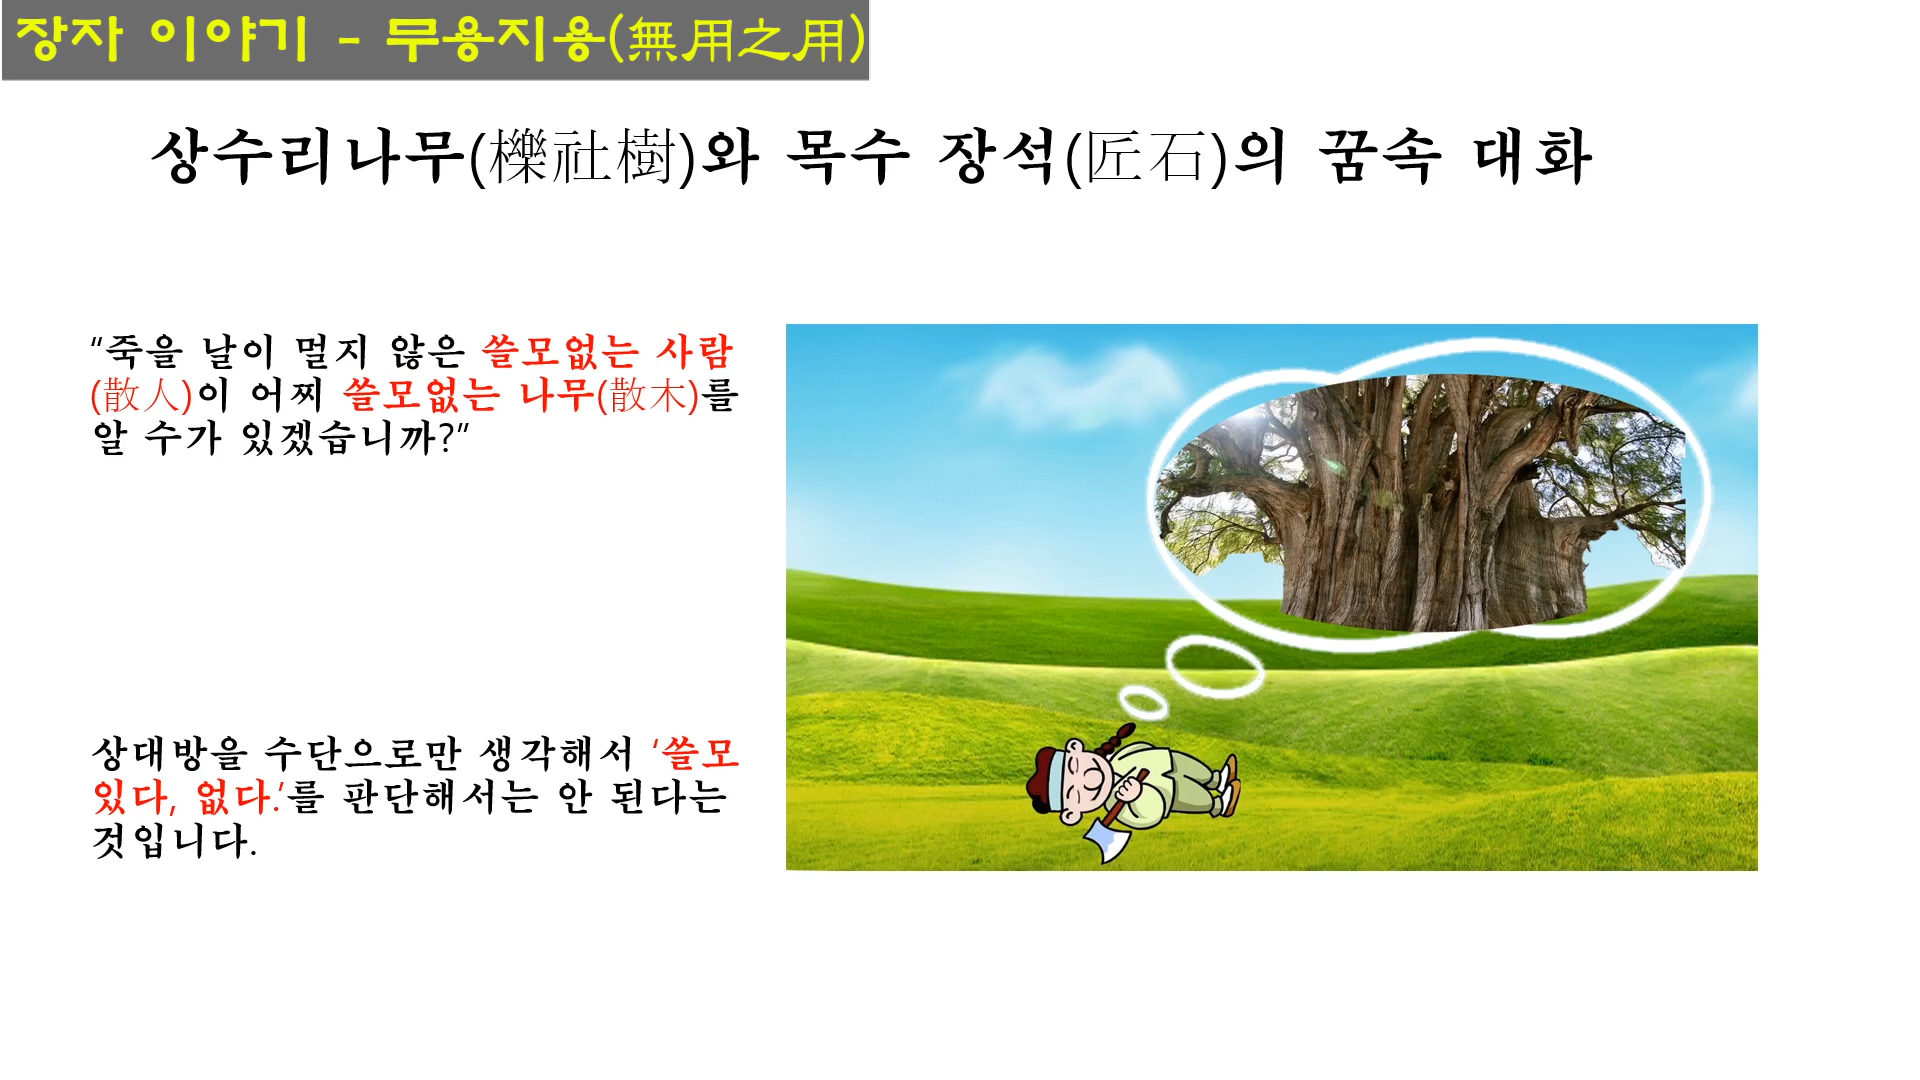 장자 이야기 - 무용지용(無用之用)
상수리나무(櫟社樹)와 목수 장석(匠石)의 꿈속 대화
“죽을 날이 멀지 않은 쓸모없는 사람
(散人)이 어찌 쓸모없는 나무(散木)를
알 수가 있겠습니까?”
상대방을 수단으로만 생각해서 ‘쓸모
있다, 없다.’를 판단해서는 안 된다는
것입니다.